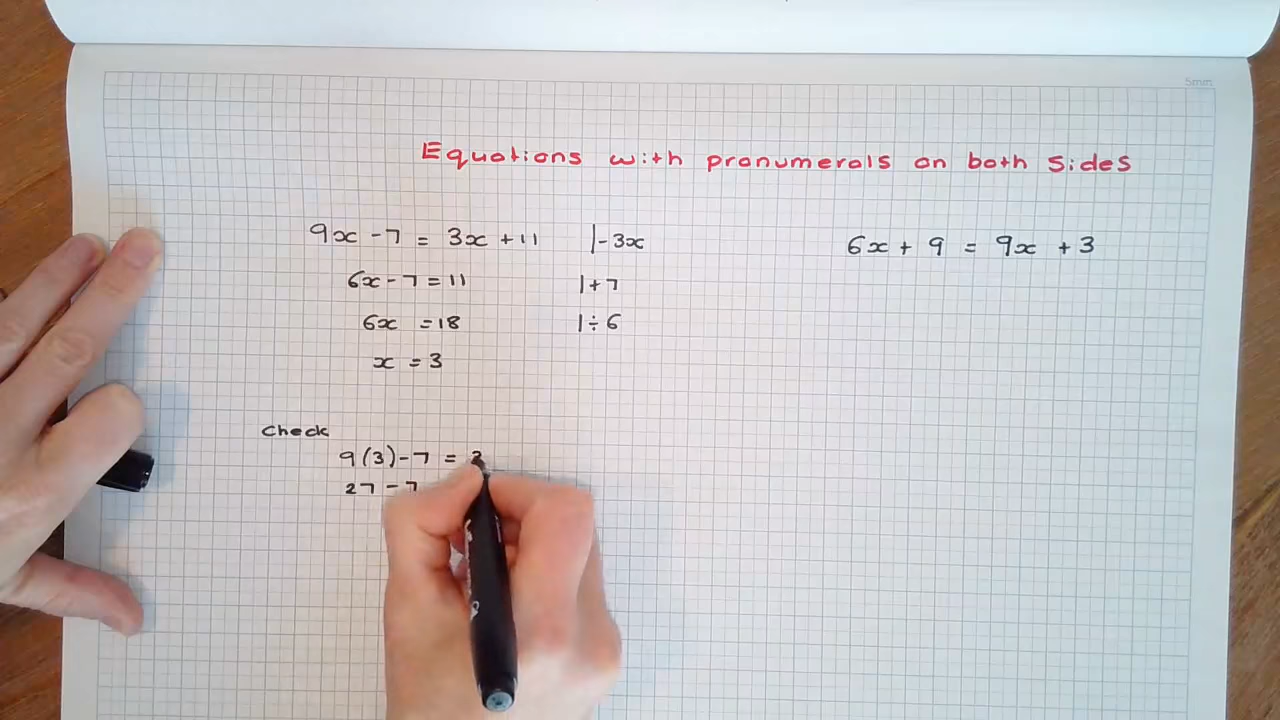 5mm
Equations with pronumerals on both sides
9x - 7 = 3x + 11 |- 3x
6x - 7 = 11 |+ 7
6x = 18 |÷ 6
x = 3
6x + 9 = 9x + 3
Check
9(3) - 7 = 3
27 - 7